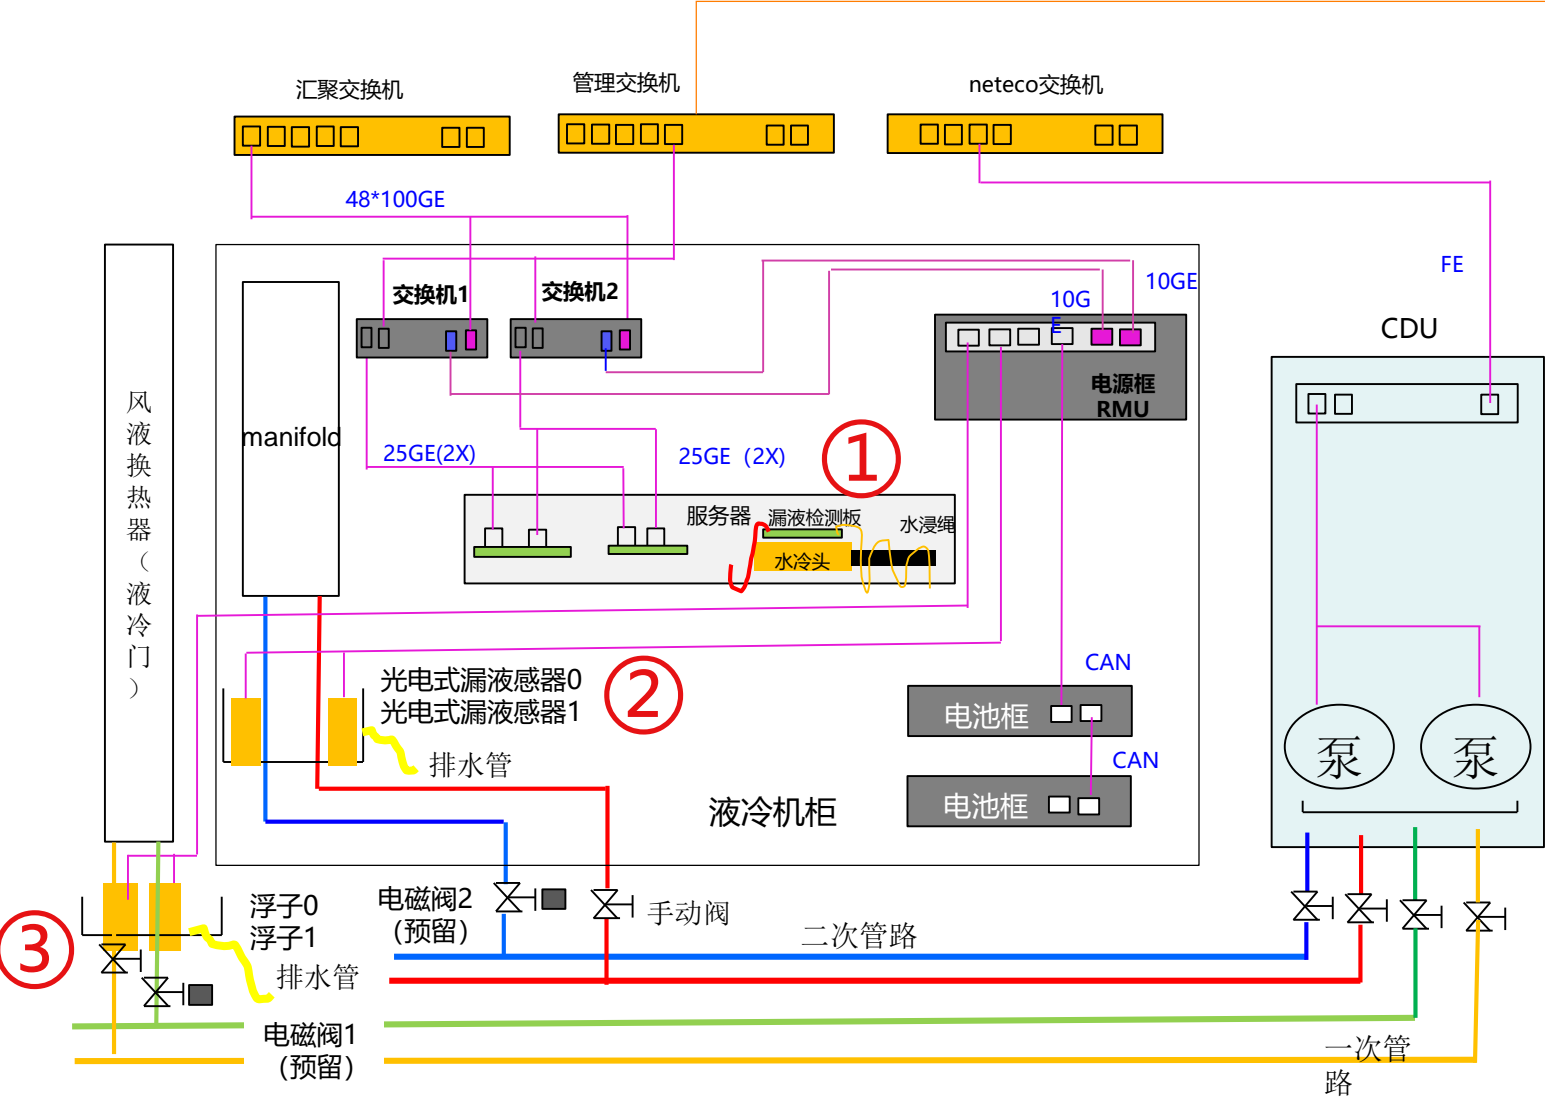 汇聚交换机
管理交换机
neteco交换机
48*100GE
FE
10GE
10G
E
交换机1
交换机2
CDU
电源框
RMU
风
液
换
热
器
（
液
冷
门
）
manifold
25GE(2X)
25GE（2X）
①
服务器
漏液检测板
水浸绳
水冷头
光电式漏液感器0
光电式漏液感器1
②
排水管
CAN
电池框
CAN
电池框
液冷机柜
泵
泵
浮子0
浮子1
③
排水管
电磁阀2
（预留）
手动阀
二次管路
电磁阀1
（预留）
一次管
路